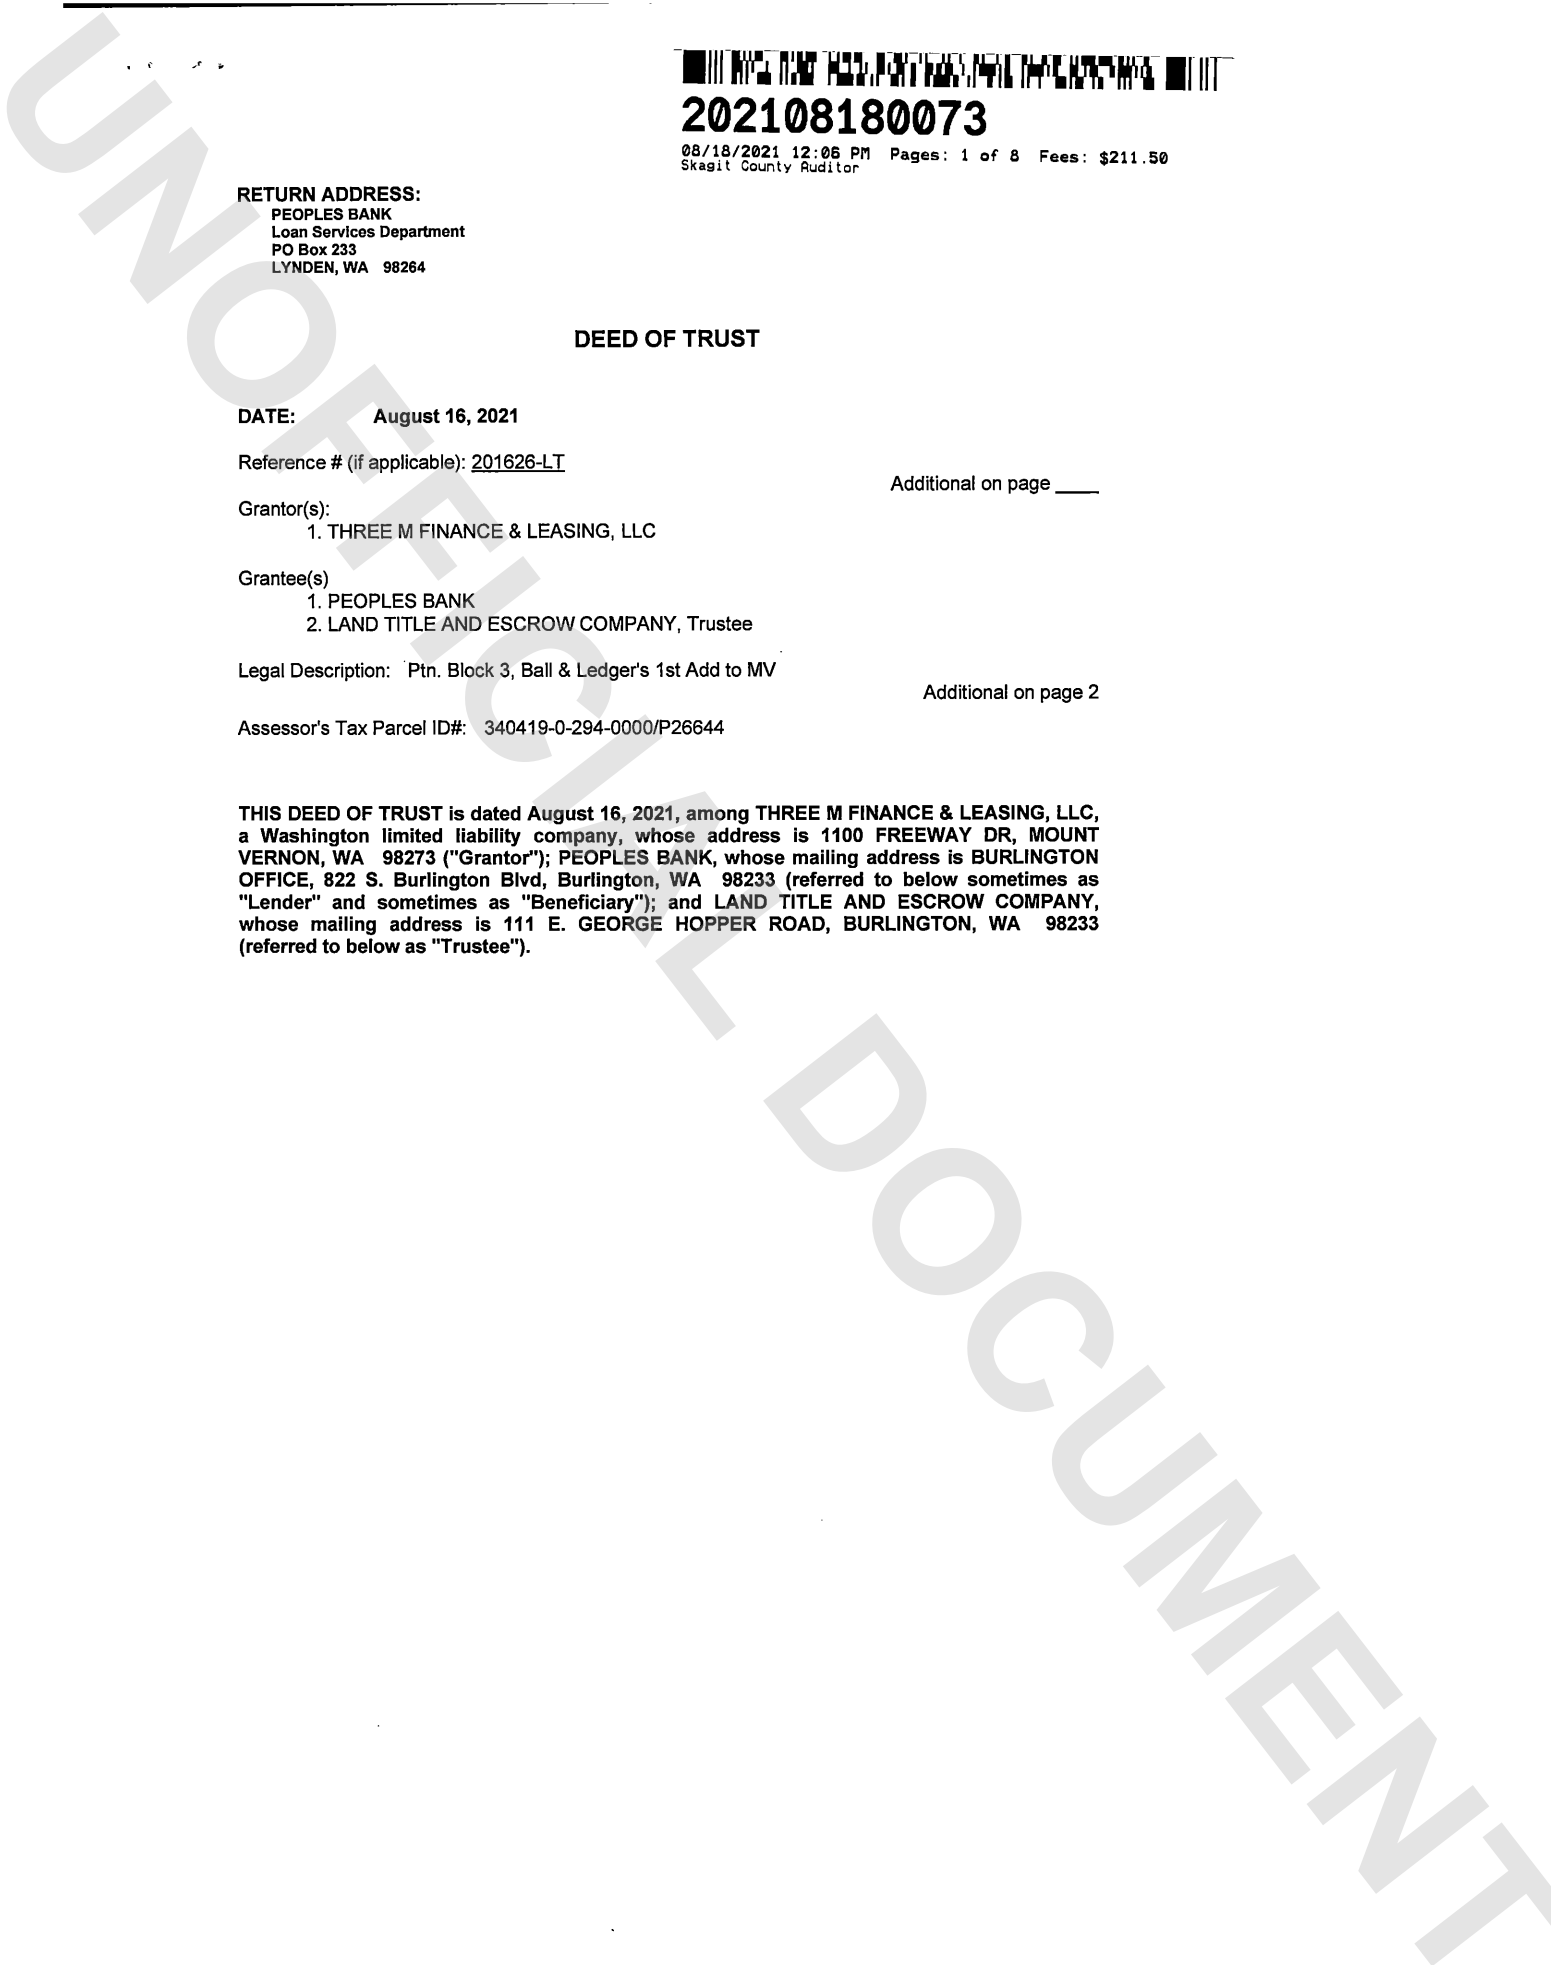 202108180073
08/18/2021 12:06 PM Pages: 1 of 8 Fees: $211.50
Skagit County Auditor
RETURN ADDRESS:
PEOPLES BANK
Loan Services Department
PO Box 233
LYNDEN, WA 98264
DEED OF TRUST
DATE: August 16, 2021
Reference # (if applicable): 201626-LT
Additional on page ____
Grantor(s):
1. THREE M FINANCE & LEASING, LLC
Grantee(s)
1. PEOPLES BANK
2. LAND TITLE AND ESCROW COMPANY, Trustee
Legal Description: Ptn. Block 3, Ball & Ledger's 1st Add to MV
Additional on page 2
Assessor's Tax Parcel ID#: 340419-0-294-0000/P26644
THIS DEED OF TRUST is dated August 16, 2021, among THREE M FINANCE & LEASING, LLC,
a Washington limited liability company, whose address is 1100 FREEWAY DR, MOUNT
VERNON, WA 98273 ("Grantor"); PEOPLES BANK, whose mailing address is BURLINGTON
OFFICE, 822 S. Burlington Blvd, Burlington, WA 98233 (referred to below sometimes as
"Lender" and sometimes as "Beneficiary"); and LAND TITLE AND ESCROW COMPANY,
whose mailing address is 111 E. GEORGE HOPPER ROAD, BURLINGTON, WA 98233
(referred to below as "Trustee").
UNOFFICIAL DOCUMENT